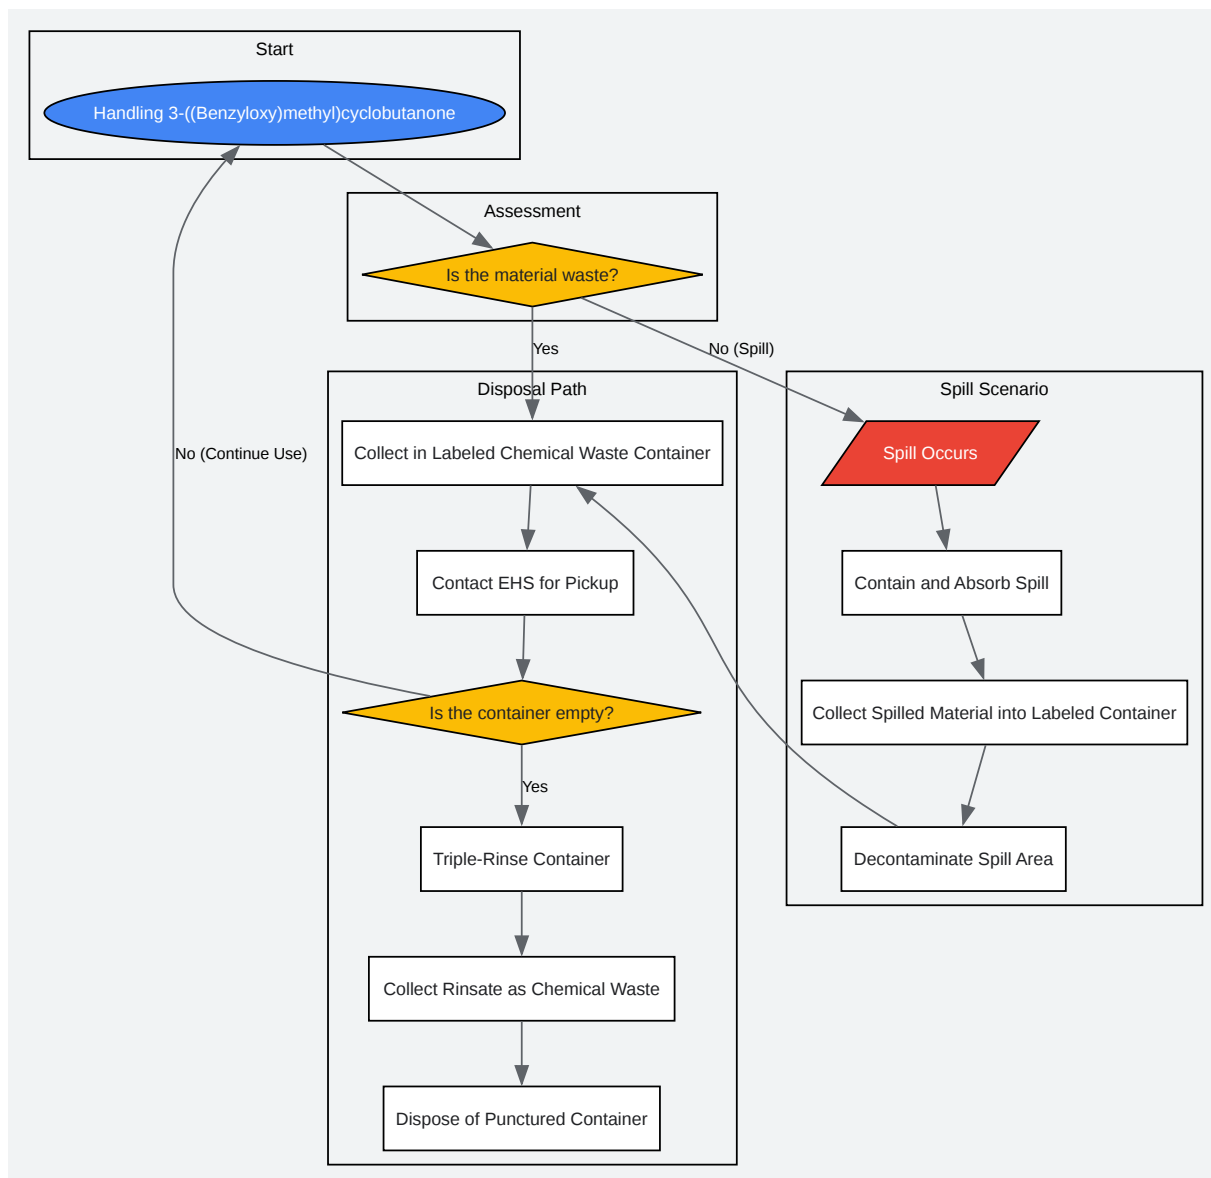 Start
Handling 3-((Benzyloxy)methyl)cyclobutanone
Assessment
Is the material waste?
Yes
No (Spill)
Disposal Path
Spill Scenario
Collect in Labeled Chemical Waste Container
Spill Occurs
No (Continue Use)
Contact EHS for Pickup
Contain and Absorb Spill
Is the container empty?
Collect Spilled Material into Labeled Container
Yes
Triple-Rinse Container
Decontaminate Spill Area
Collect Rinsate as Chemical Waste
Dispose of Punctured Container